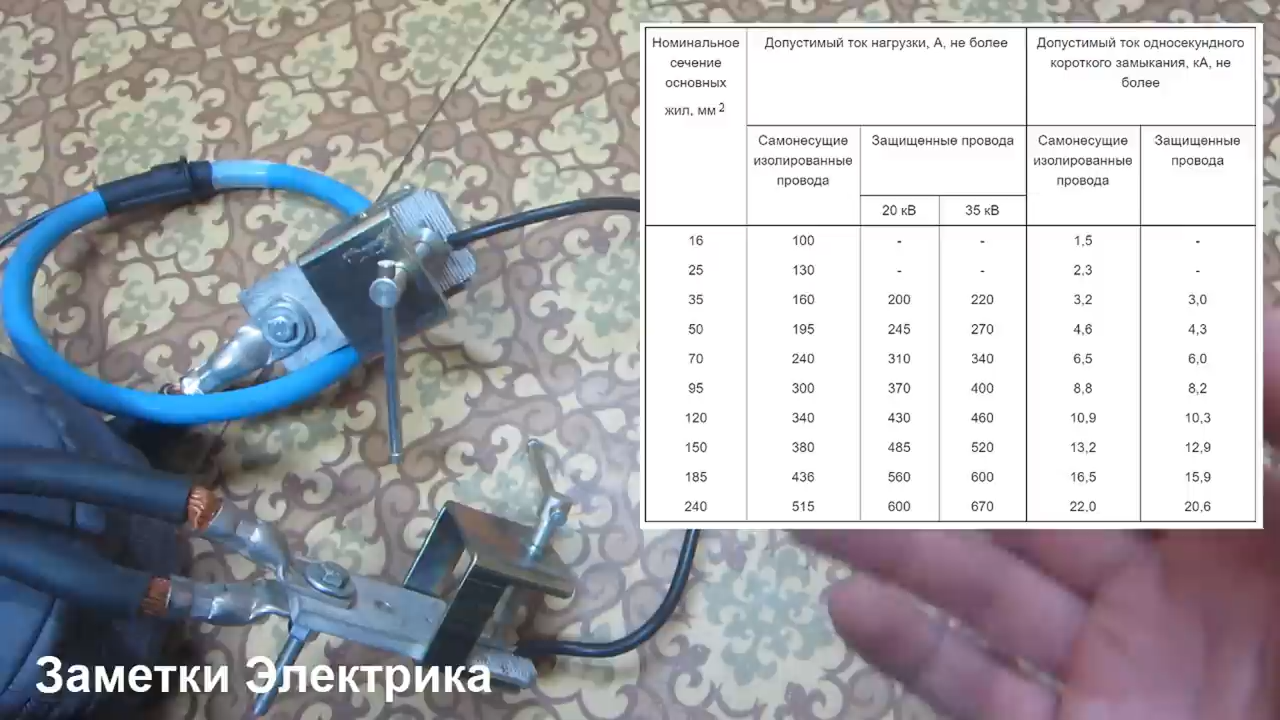 Номинальное
сечение
основных
жил, мм 2
Допустимый ток нагрузки, А, не более
Допустимый ток односекундного
короткого замыкания, кА, не
более
Самонесущие
изолированные
провода
Защищенные провода
Самонесущие
изолированные
провода
Защищенные
провода
20 кВ 35 кВ
16 100 - - 1,5 -
25 130 - - 2,3 -
35 160 200 220 3,2 3,0
50 195 245 270 4,6 4,3
70 240 310 340 6,5 6,0
95 300 370 400 8,8 8,2
120 340 430 460 10,9 10,3
150 380 485 520 13,2 12,9
185 436 560 600 16,5 15,9
240 515 600 670 22,0 20,6
Заметки Электрика